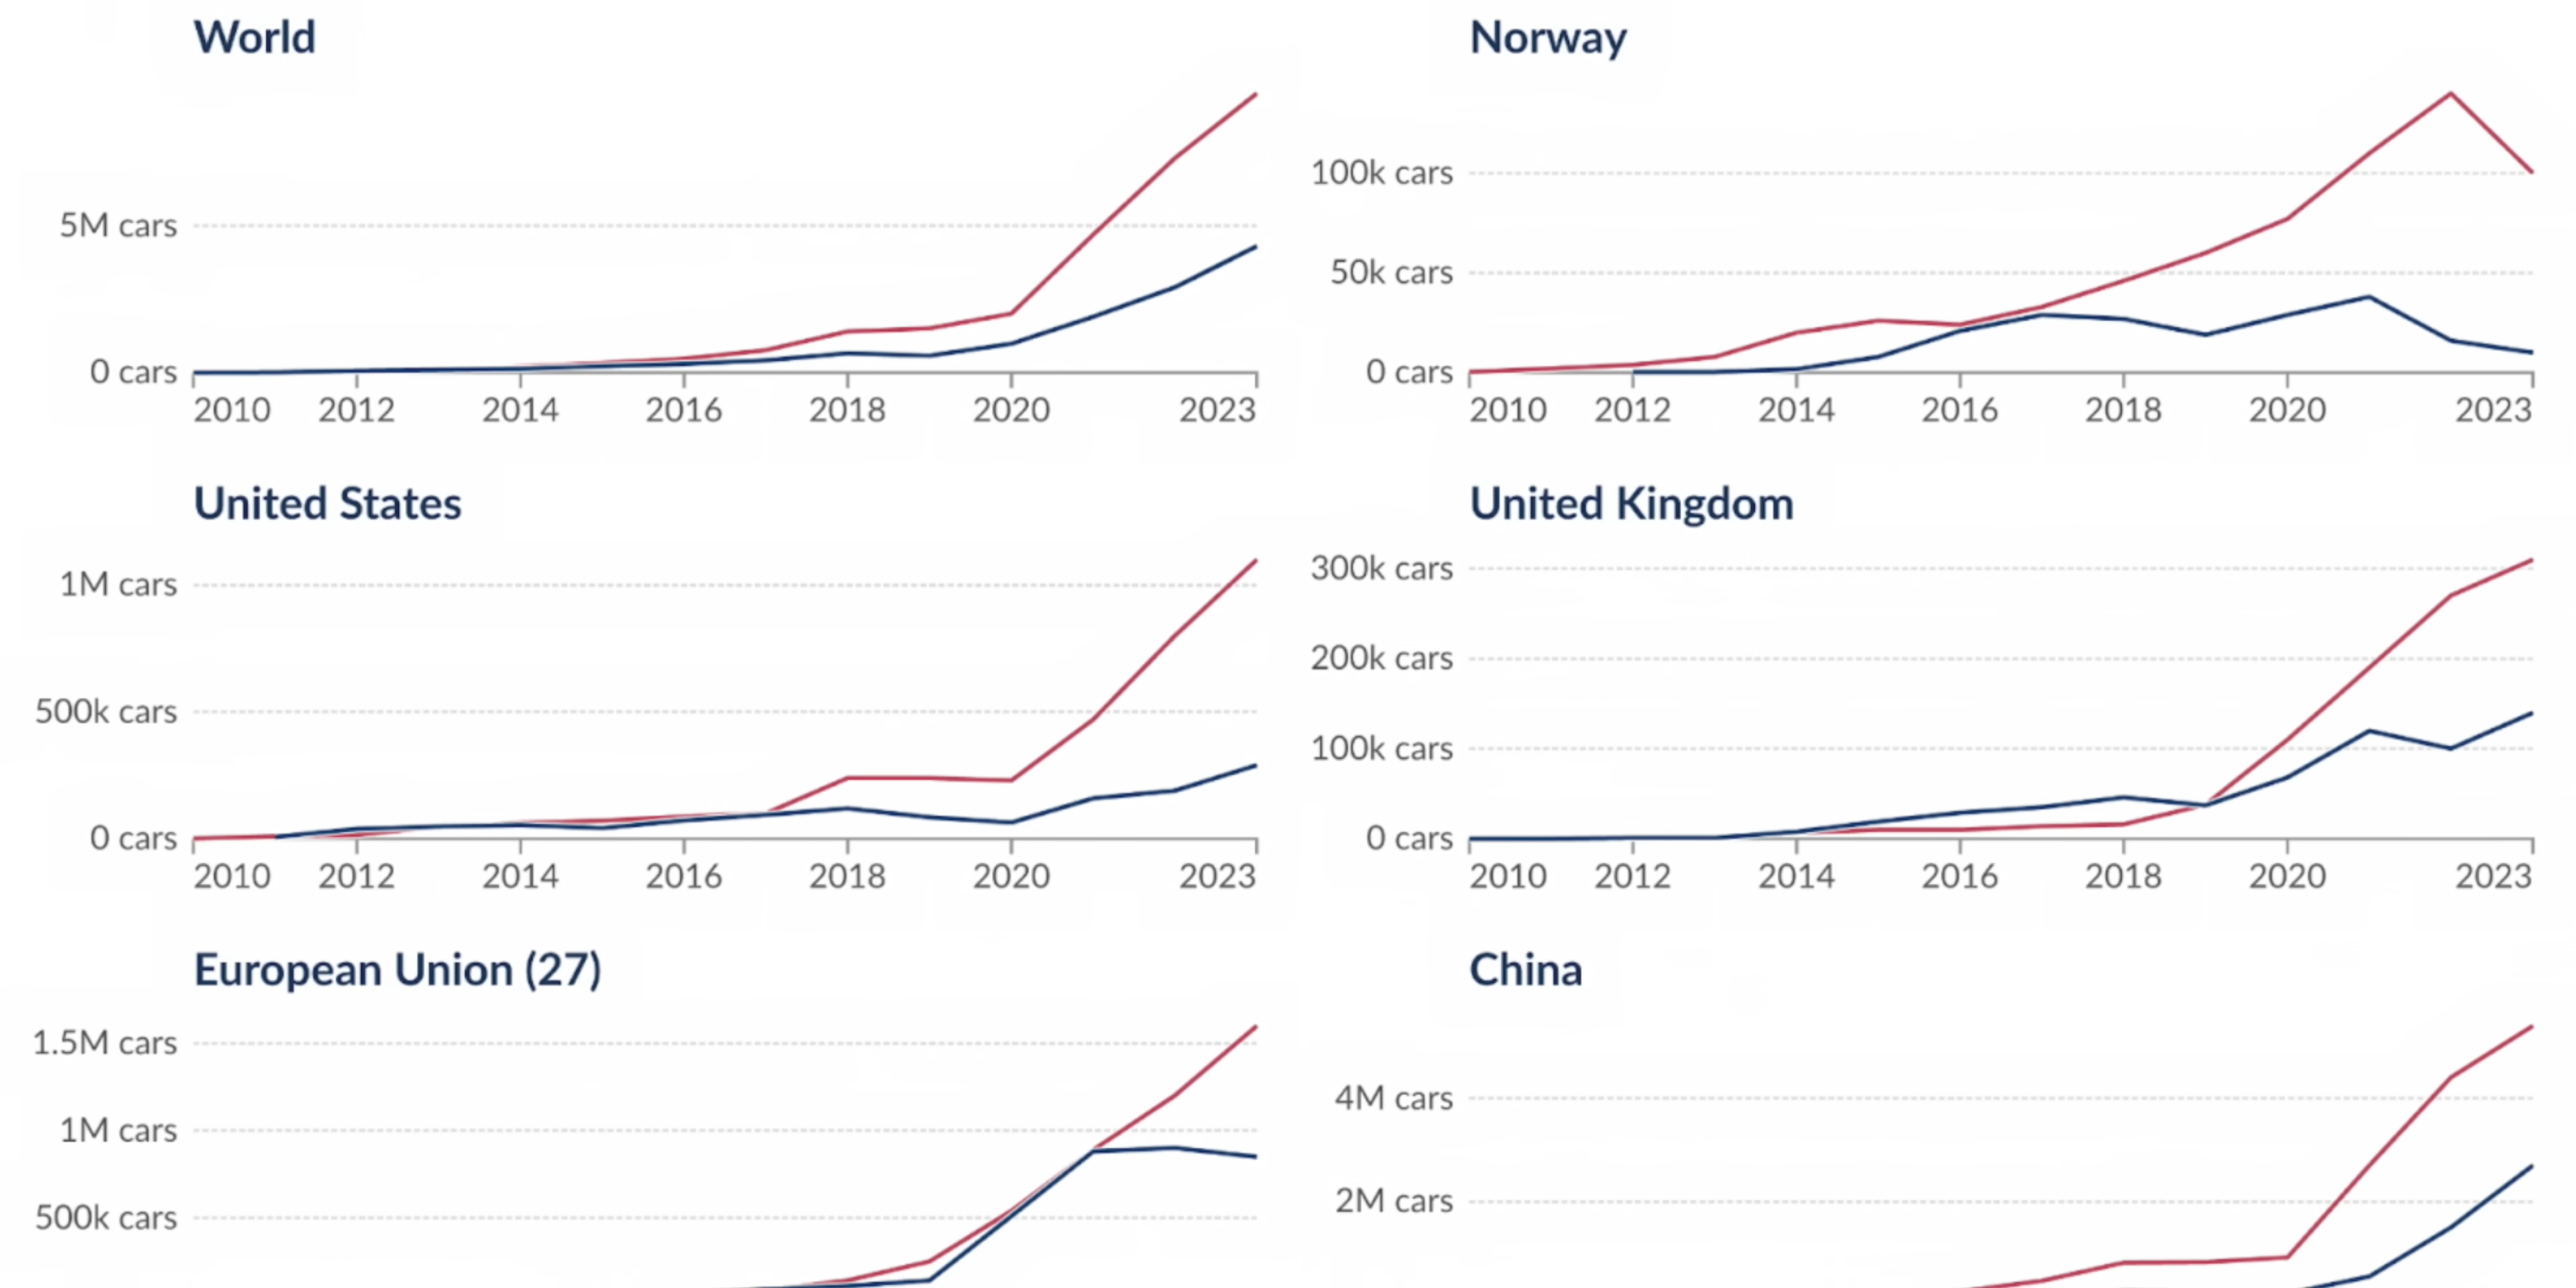 World
5M cars
0 cars
2010 2012 2014 2016 2018 2020 2023
Norway
100k cars
50k cars
0 cars
2010 2012 2014 2016 2018 2020 2023
United States
1M cars
500k cars
0 cars
2010 2012 2014 2016 2018 2020 2023
United Kingdom
300k cars
200k cars
100k cars
0 cars
2010 2012 2014 2016 2018 2020 2023
European Union (27)
1.5M cars
1M cars
500k cars
China
4M cars
2M cars